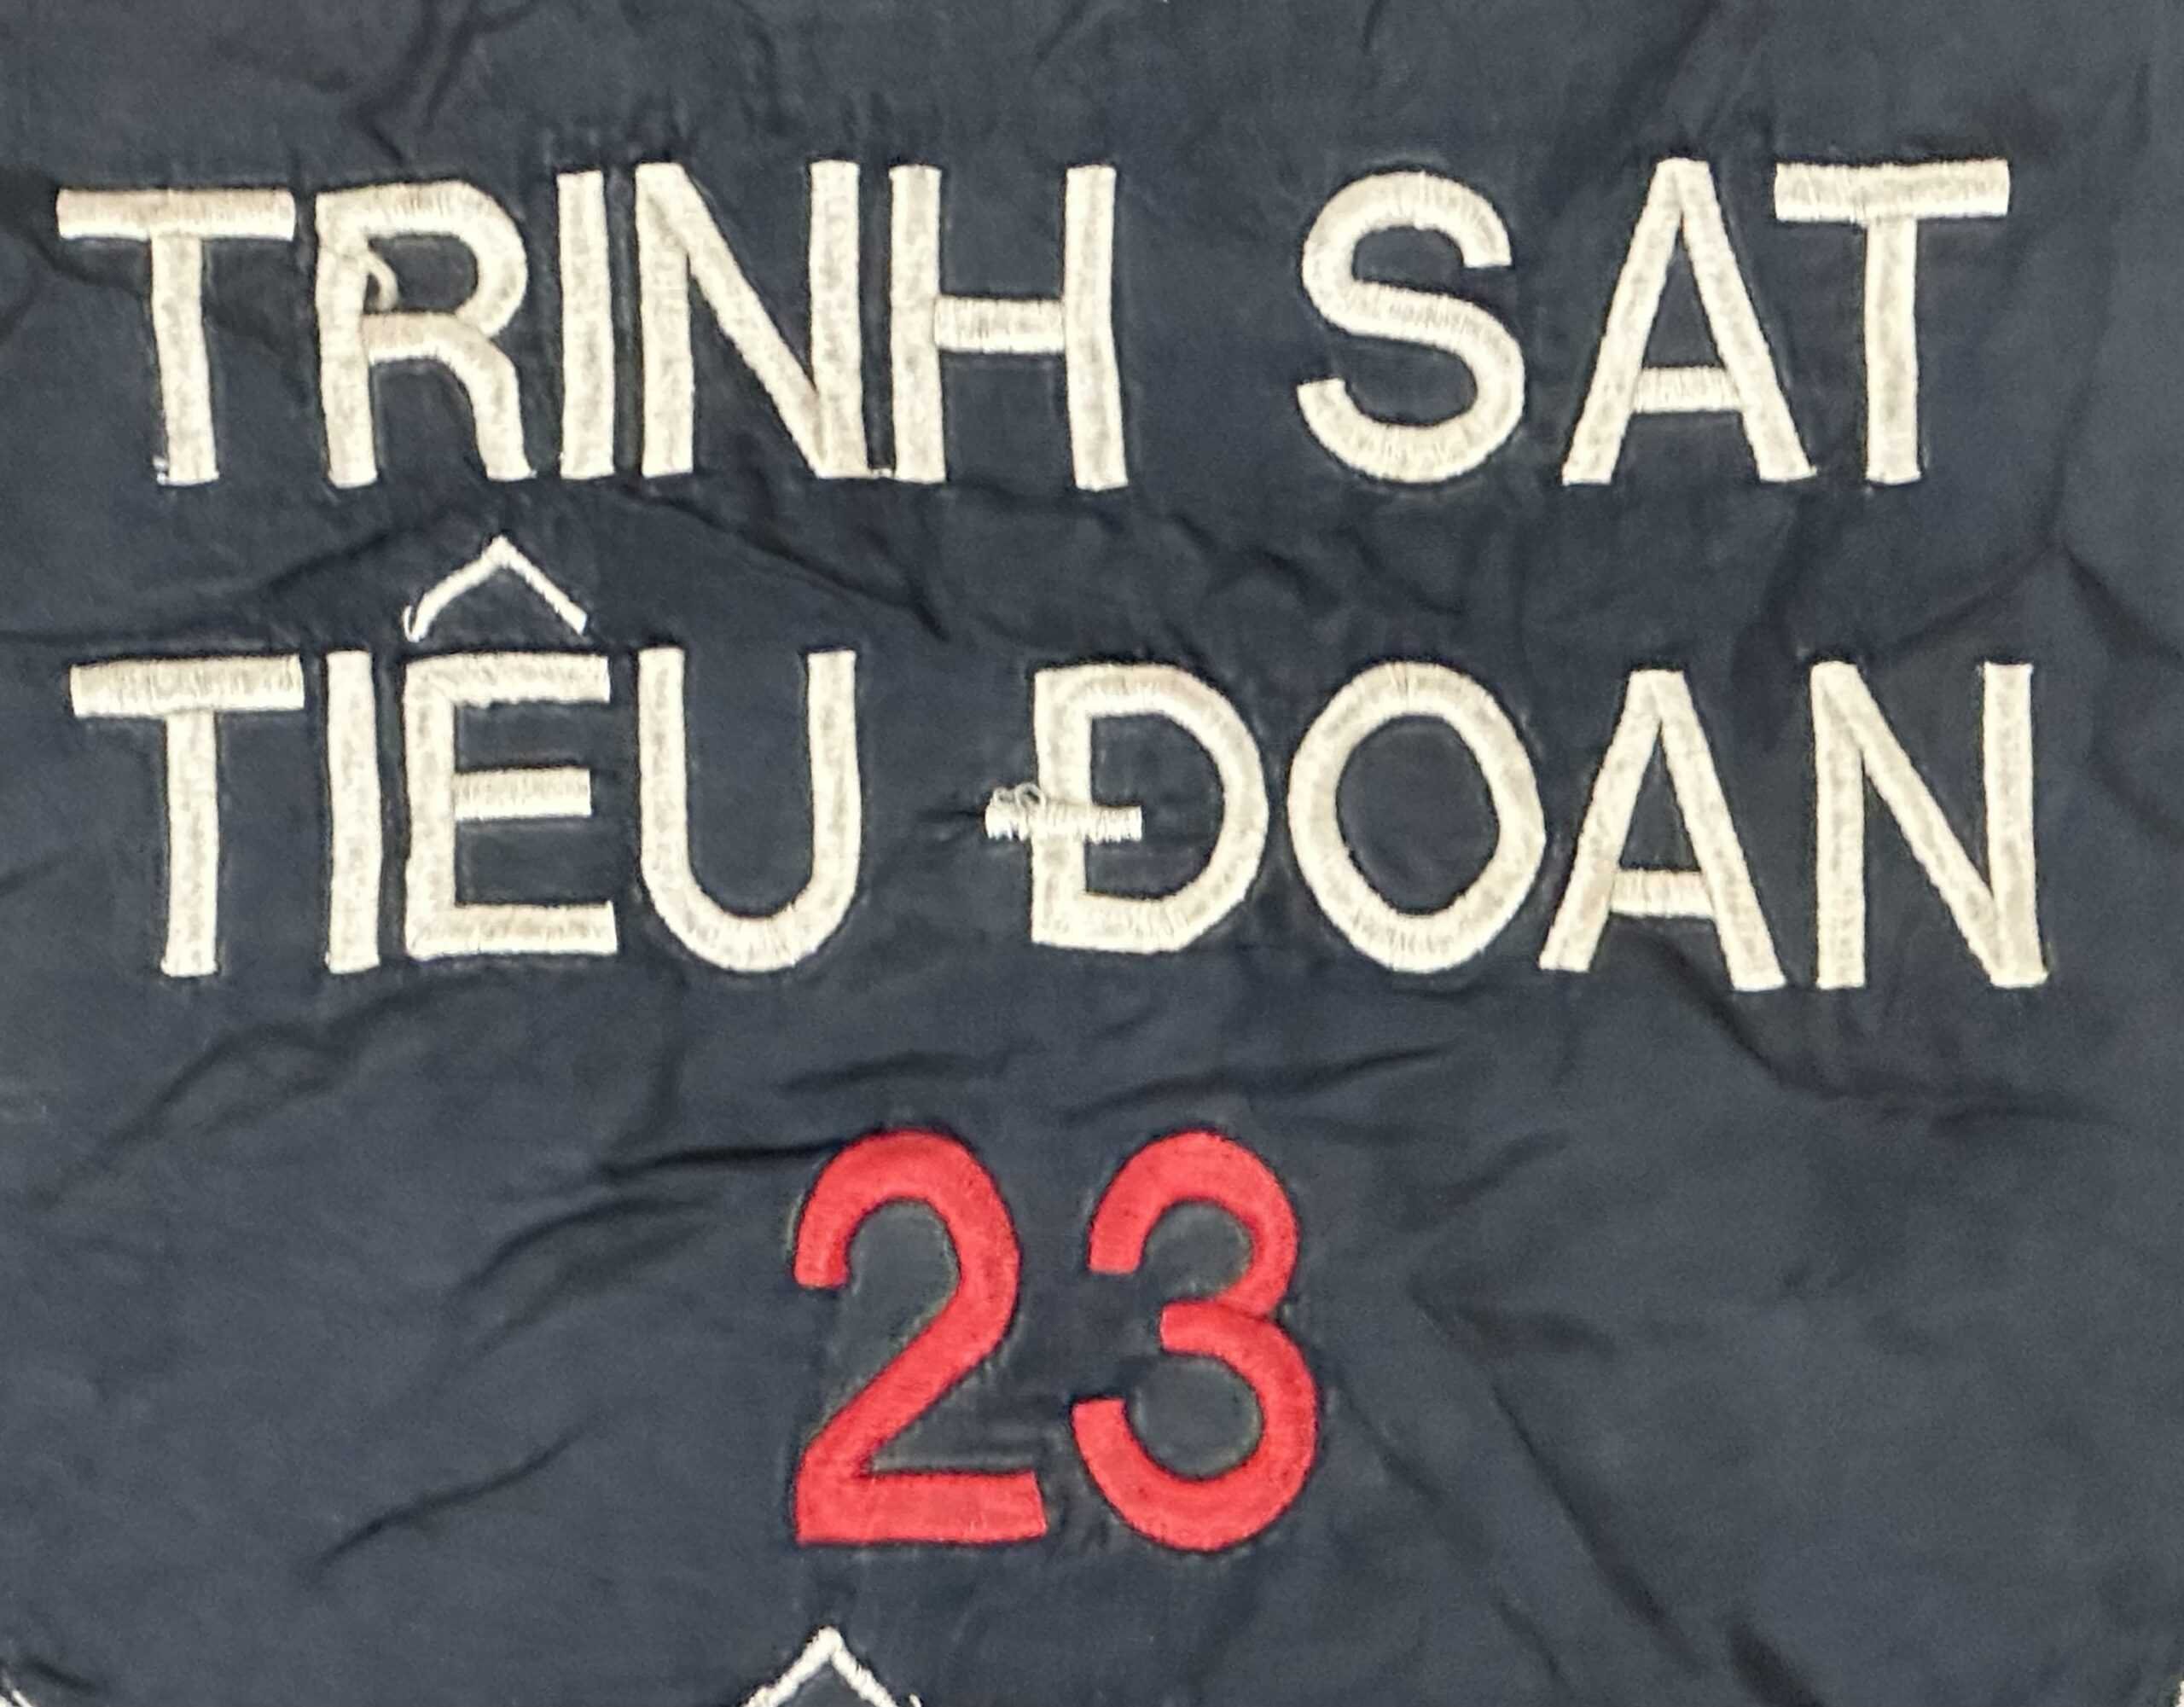 TRINH SAT
TIÊU ĐOAN
23